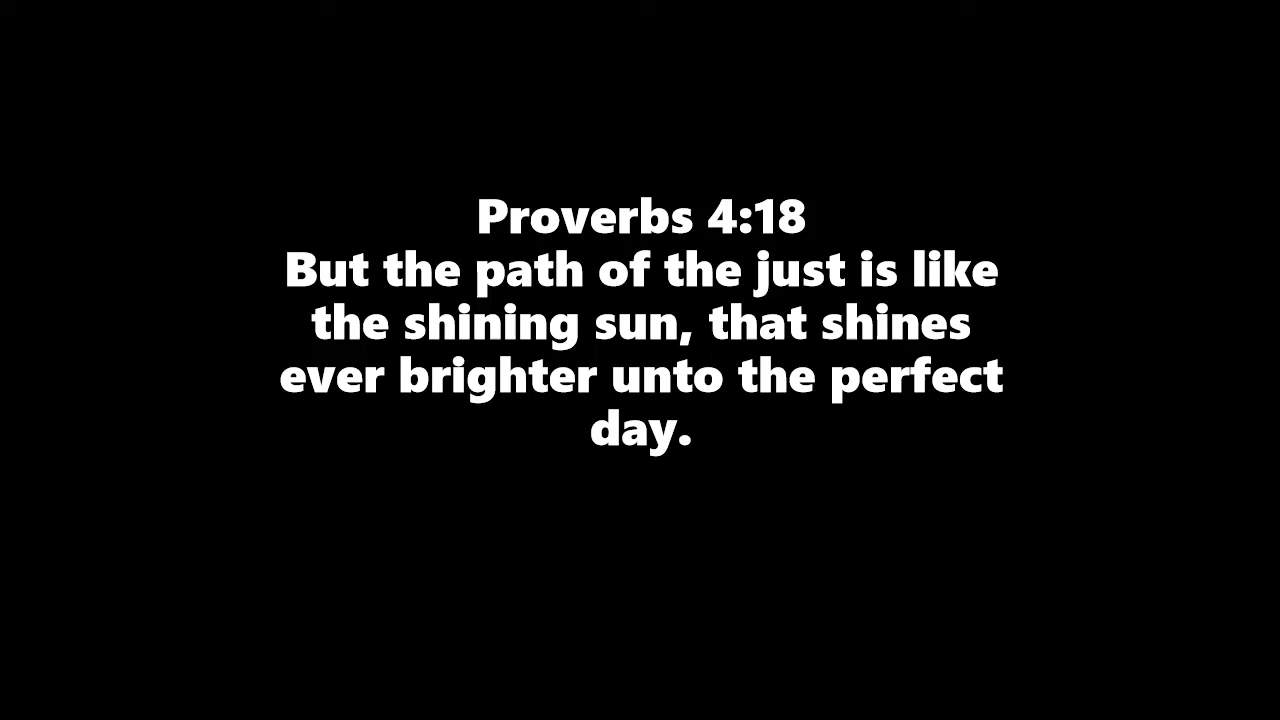 Proverbs 4:18
But the path of the just is like
the shining sun, that shines
ever brighter unto the perfect
day.